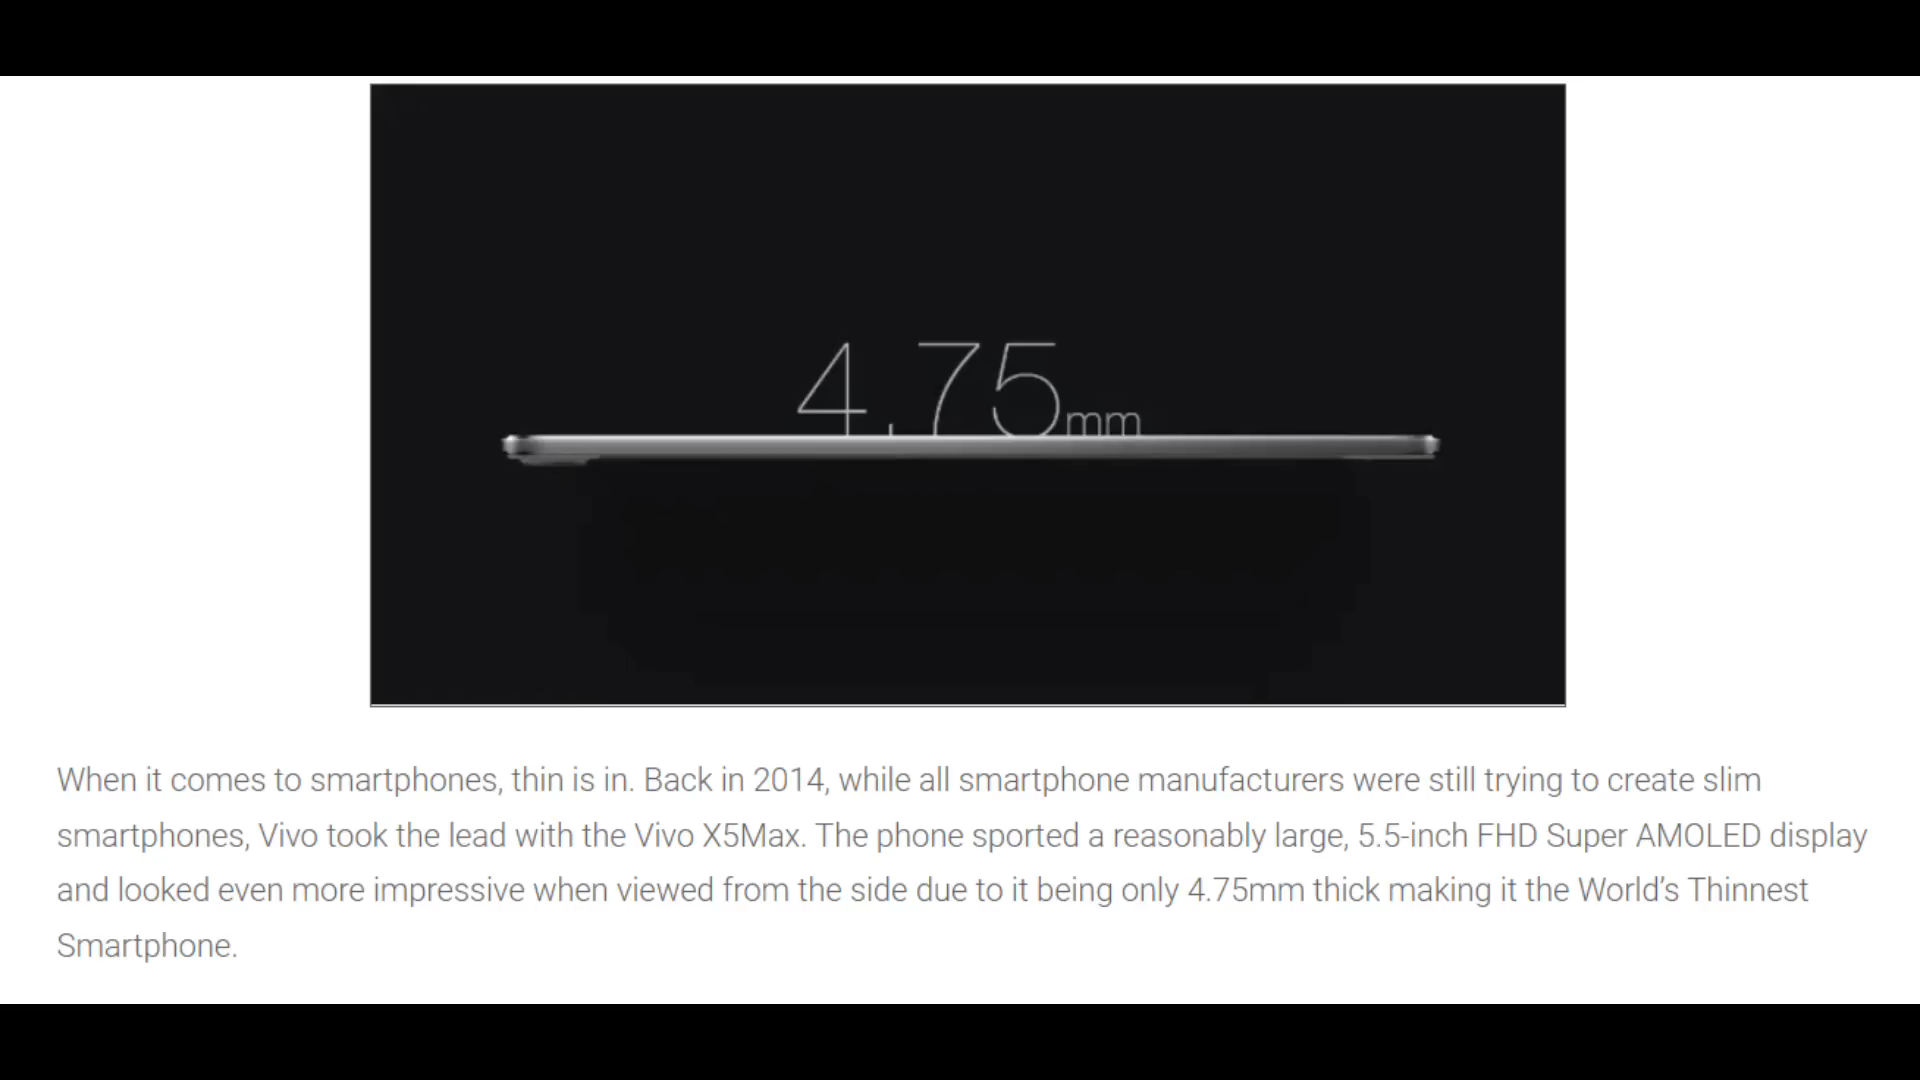 4.75mm
When it comes to smartphones, thin is in. Back in 2014, while all smartphone manufacturers were still trying to create slim
smartphones, Vivo took the lead with the Vivo X5Max. The phone sported a reasonably large, 5.5-inch FHD Super AMOLED display
and looked even more impressive when viewed from the side due to it being only 4.75mm thick making it the World’s Thinnest
Smartphone.